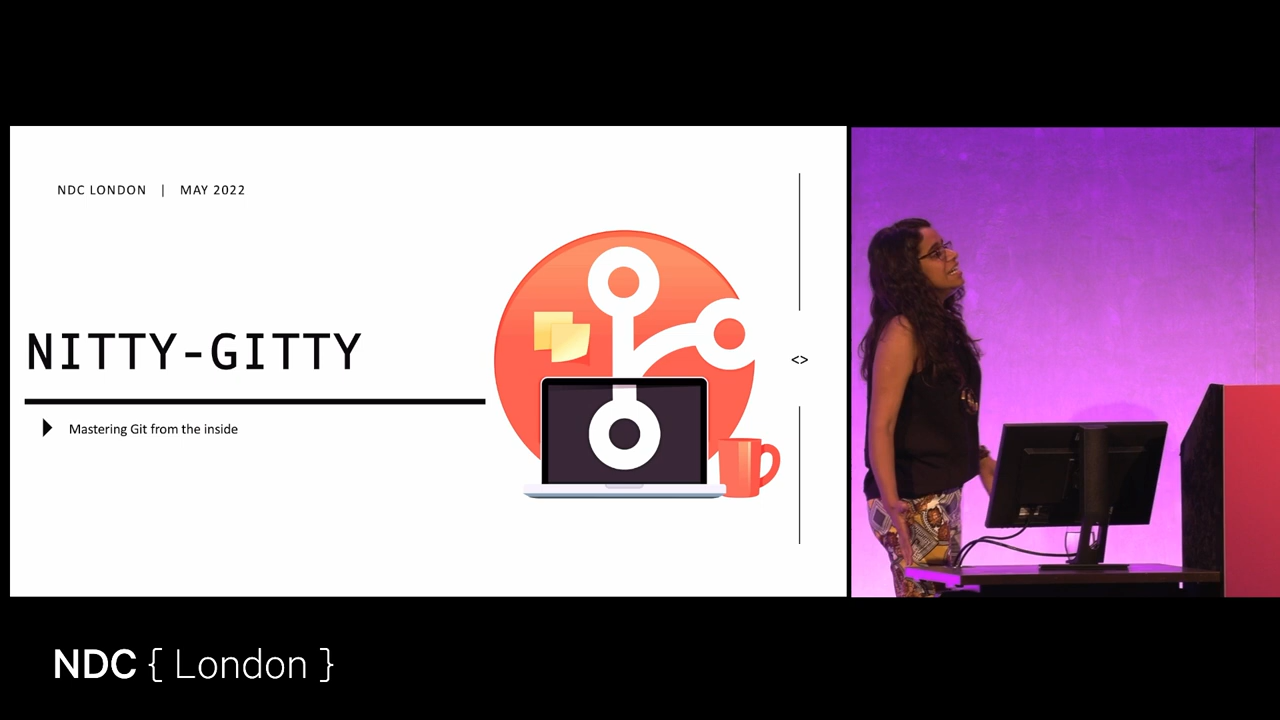 NDC LONDON | MAY 2022
NITTY-GITTY
Mastering Git from the inside
<>
NDC { London }